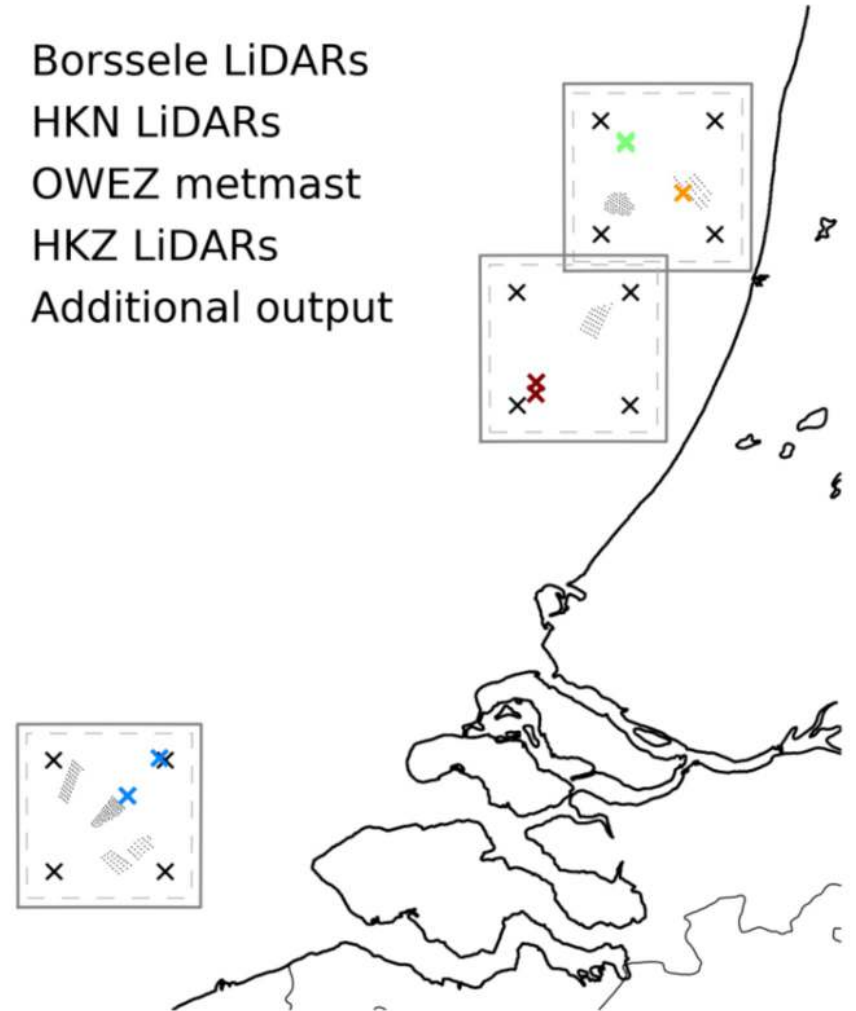 Borssele LiDARs
HKN LiDARs
OWEZ metmast
HKZ LiDARs
Additional output